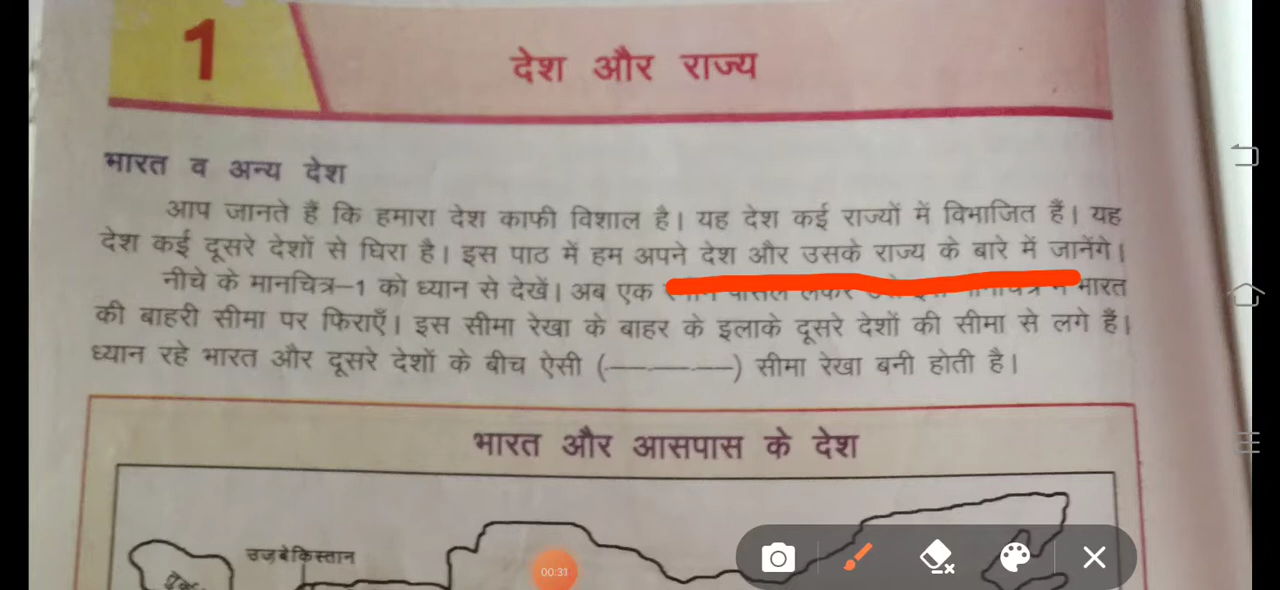 1
देश और राज्य
भारत व अन्य देश
आप जानते हैं कि हमारा देश काफी विशाल है। यह देश कई राज्यों में विभाजित हैं। यह
देश कई दूसरे देशों से घिरा है। इस पाठ में हम अपने देश और उसके राज्य के बारे में जानेंगे।
नीचे के मानचित्र–1 को ध्यान से देखें। अब एक भारत
की बाहरी सीमा पर फिराएँ। इस सीमा रेखा के बाहर के इलाके दूसरे देशों की सीमा से लगे हैं।
ध्यान रहे भारत और दूसरे देशों के बीच ऐसी (—·—·—) सीमा रेखा बनी होती है।
भारत और आसपास के देश
उज़बेकिस्तान
00:31